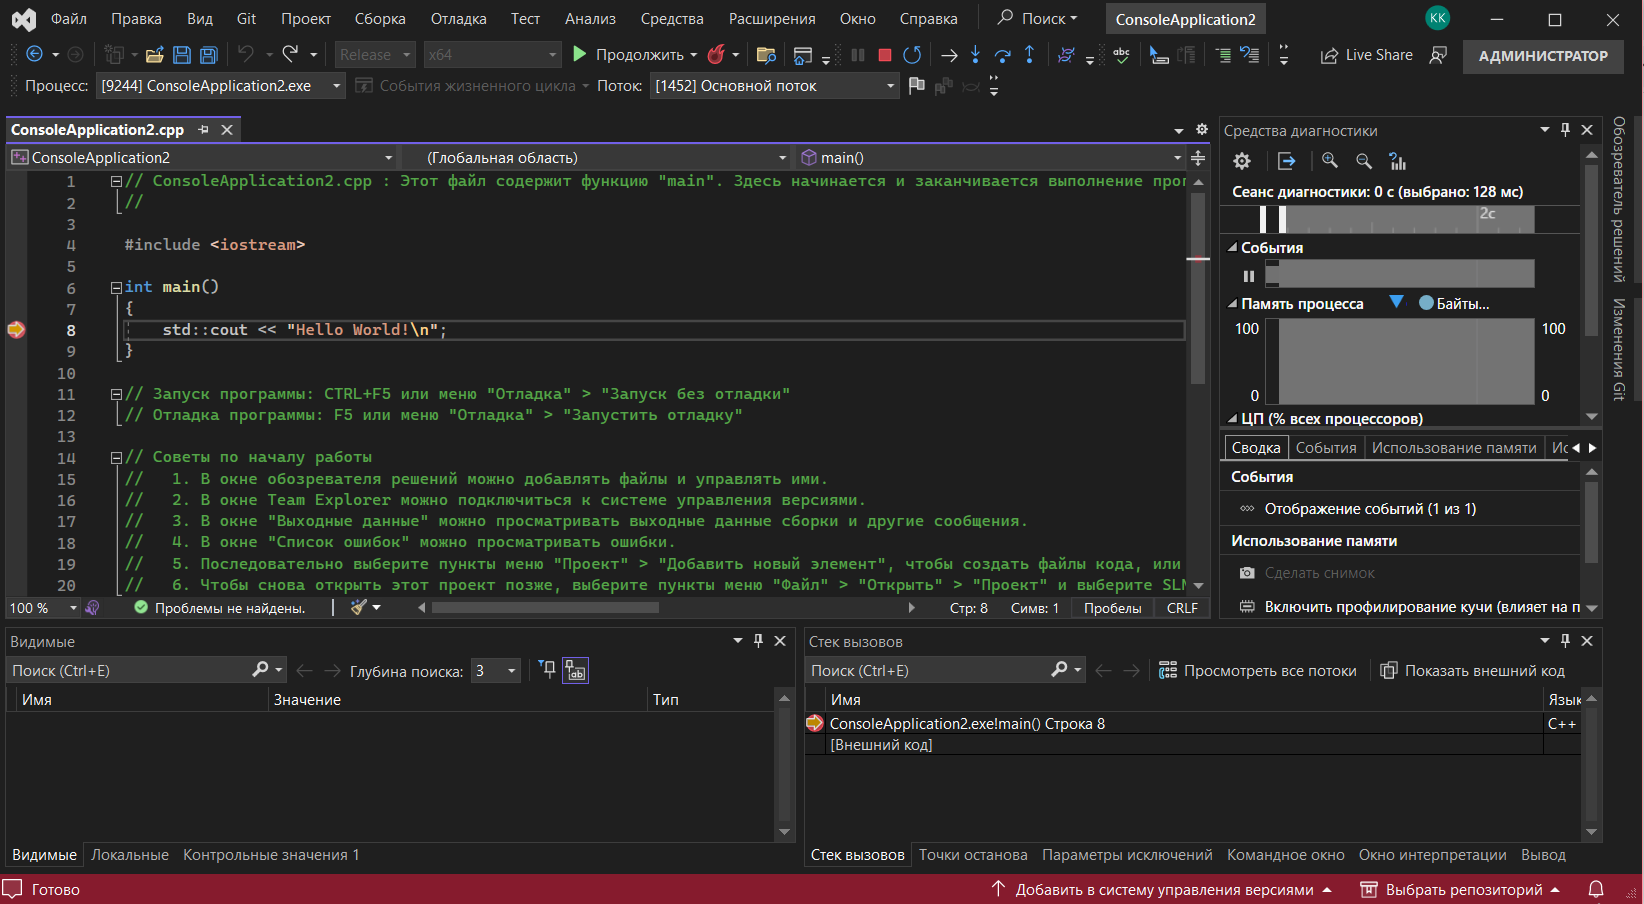 Файл Правка Вид Git Проект Сборка Отладка Тест Анализ Средства Расширения Окно Справка Поиск ConsoleApplication2 KK
Release x64 Продолжить abc Live Share АДМИНИСТРАТОР
Процесс: [9244] ConsoleApplication2.exe События жизненного цикла Поток: [1452] Основной поток
ConsoleApplication2.cpp
ConsoleApplication2 (Глобальная область) main()
1 // ConsoleApplication2.cpp : Этот файл содержит функцию "main". Здесь начинается и заканчивается выполнение прог
2 //
3
4 #include <iostream>
5
6 int main()
7 {
8 std::cout << "Hello World!\n";
9 }
10
11 // Запуск программы: CTRL+F5 или меню "Отладка" > "Запуск без отладки"
12 // Отладка программы: F5 или меню "Отладка" > "Запустить отладку"
13
14 // Советы по началу работы
15 //   1. В окне обозревателя решений можно добавлять файлы и управлять ими.
16 //   2. В окне Team Explorer можно подключиться к системе управления версиями.
17 //   3. В окне "Выходные данные" можно просматривать выходные данные сборки и другие сообщения.
18 //   4. В окне "Список ошибок" можно просматривать ошибки.
19 //   5. Последовательно выберите пункты меню "Проект" > "Добавить новый элемент", чтобы создать файлы кода, или
20 //   6. Чтобы снова открыть этот проект позже, выберите пункты меню "Файл" > "Открыть" > "Проект" и выберите SLN
100 % Проблемы не найдены. Стр: 8 Симв: 1 Пробелы CRLF
Средства диагностики
Сеанс диагностики: 0 с (выбрано: 128 мс)
2с
События
Память процесса Байты...
100 100
0 0
ЦП (% всех процессоров)
Сводка События Использование памяти Ис
События
Отображение событий (1 из 1)
Использование памяти
Сделать снимок
Включить профилирование кучи (влияет на п
Обозреватель решений
Изменения Git
Видимые
Поиск (Ctrl+E) Глубина поиска: 3 ab
Имя Значение Тип
Видимые Локальные Контрольные значения 1
Стек вызовов
Поиск (Ctrl+E) Просмотреть все потоки Показать внешний код
Имя Язык
ConsoleApplication2.exe!main() Строка 8 C++
[Внешний код]
Стек вызовов Точки останова Параметры исключений Командное окно Окно интерпретации Вывод
Готово Добавить в систему управления версиями Выбрать репозиторий